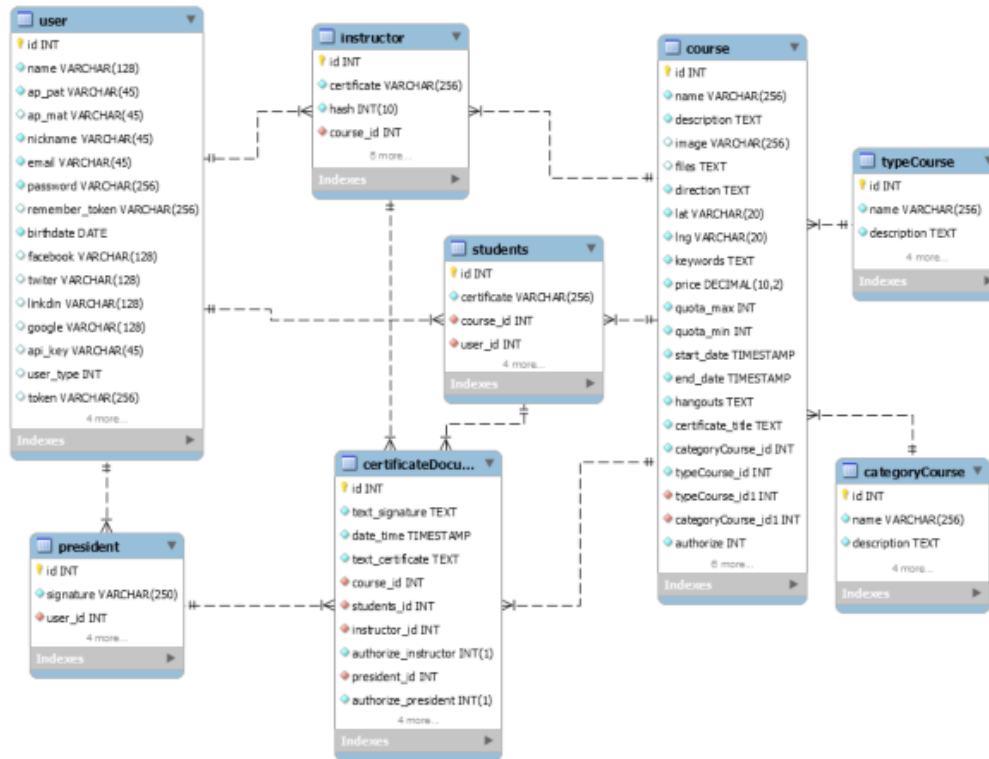 user
id INT
name VARCHAR(128)
ap_pat VARCHAR(45)
ap_mat VARCHAR(45)
nickname VARCHAR(45)
email VARCHAR(45)
password VARCHAR(256)
remember_token VARCHAR(256)
birthdate DATE
facebook VARCHAR(128)
twiter VARCHAR(128)
linkdin VARCHAR(128)
google VARCHAR(128)
api_key VARCHAR(45)
user_type INT
token VARCHAR(256)
4 more...
Indexes
instructor
id INT
certificate VARCHAR(256)
hash INT(10)
course_id INT
6 more...
Indexes
course
id INT
name VARCHAR(256)
description TEXT
image VARCHAR(256)
files TEXT
direction TEXT
lat VARCHAR(20)
lng VARCHAR(20)
keywords TEXT
price DECIMAL(10,2)
quota_max INT
quota_min INT
start_date TIMESTAMP
end_date TIMESTAMP
hangouts TEXT
certificate_title TEXT
categoryCourse_id INT
typeCourse_id INT
typeCourse_id1 INT
categoryCourse_id1 INT
authorize INT
6 more...
Indexes
typeCourse
id INT
name VARCHAR(256)
description TEXT
4 more...
Indexes
students
id INT
certificate VARCHAR(256)
course_id INT
user_id INT
4 more...
Indexes
certificateDocu...
id INT
text_signature TEXT
date_time TIMESTAMP
text_certificate TEXT
course_id INT
students_id INT
instructor_id INT
authorize_instructor INT(1)
president_id INT
authorize_president INT(1)
4 more...
Indexes
categoryCourse
id INT
name VARCHAR(256)
description TEXT
4 more...
Indexes
president
id INT
signature VARCHAR(250)
user_id INT
4 more...
Indexes